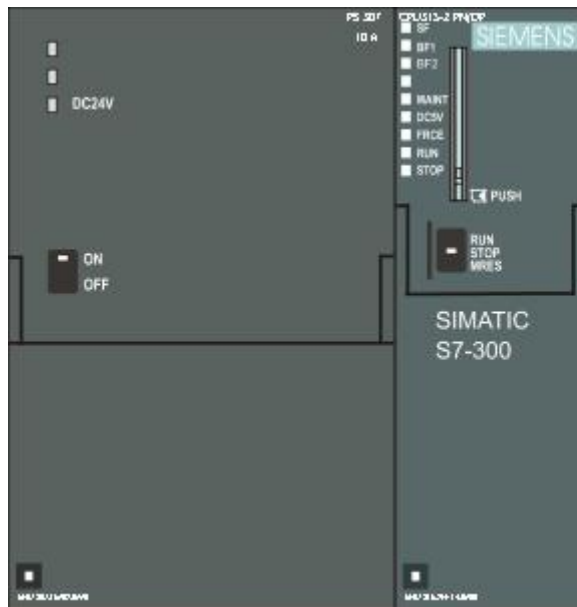 PS 307
10 A
DC24V
ON
OFF
CPU315-2 PN/DP
SIEMENS
SF
BF1
BF2
MAINT
DC5V
FRCE
RUN
STOP
PUSH
RUN
STOP
MRES
SIMATIC
S7-300